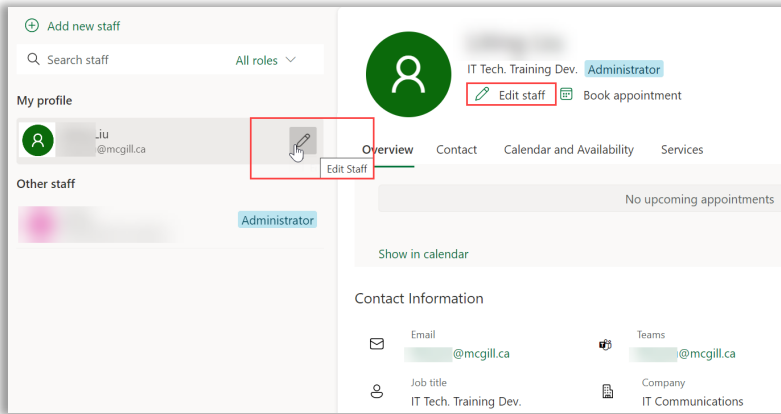 Add new staff
Search staff
All roles
My profile
Liu
@mcgill.ca
Edit Staff
Other staff
Administrator
IT Tech. Training Dev. Administrator
Edit staff
Book appointment
Overview Contact Calendar and Availability Services
No upcoming appointments
Show in calendar
Contact Information
Email
@mcgill.ca
Teams
@mcgill.ca
Job title
IT Tech. Training Dev.
Company
IT Communications